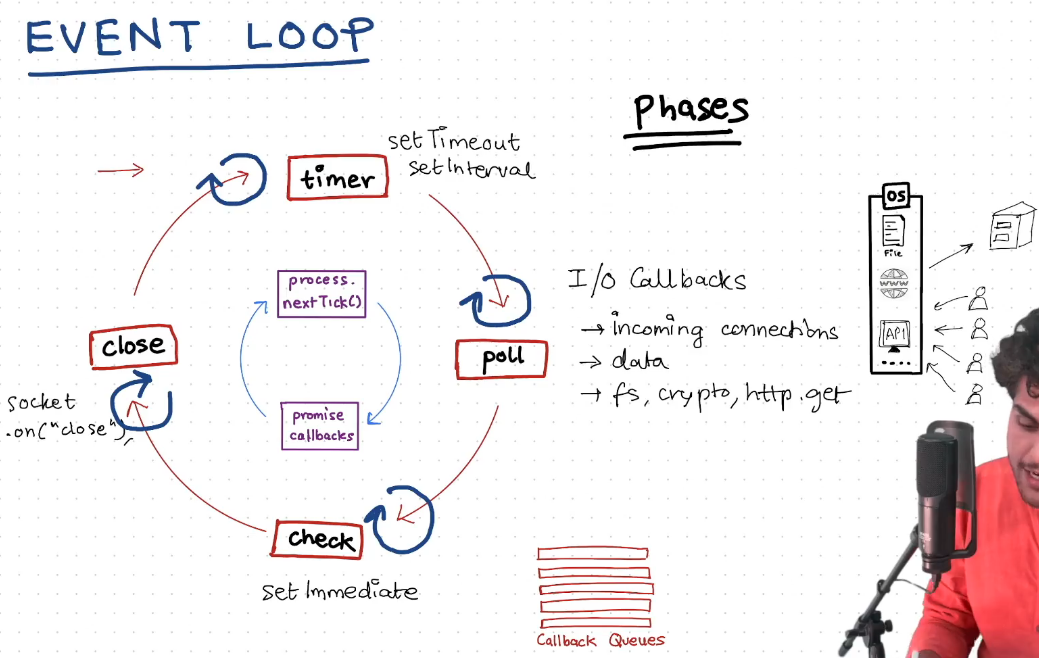 EVENT LOOP
Phases
setTimeout
setInterval
timer
process.
nextTick()
promise
callbacks
close
socket
.on("close"),
poll
I/O Callbacks
→ incoming connections
→ data
→ fs, crypto, http.get
check
setImmediate
Callback Queues
OS
File
www
API